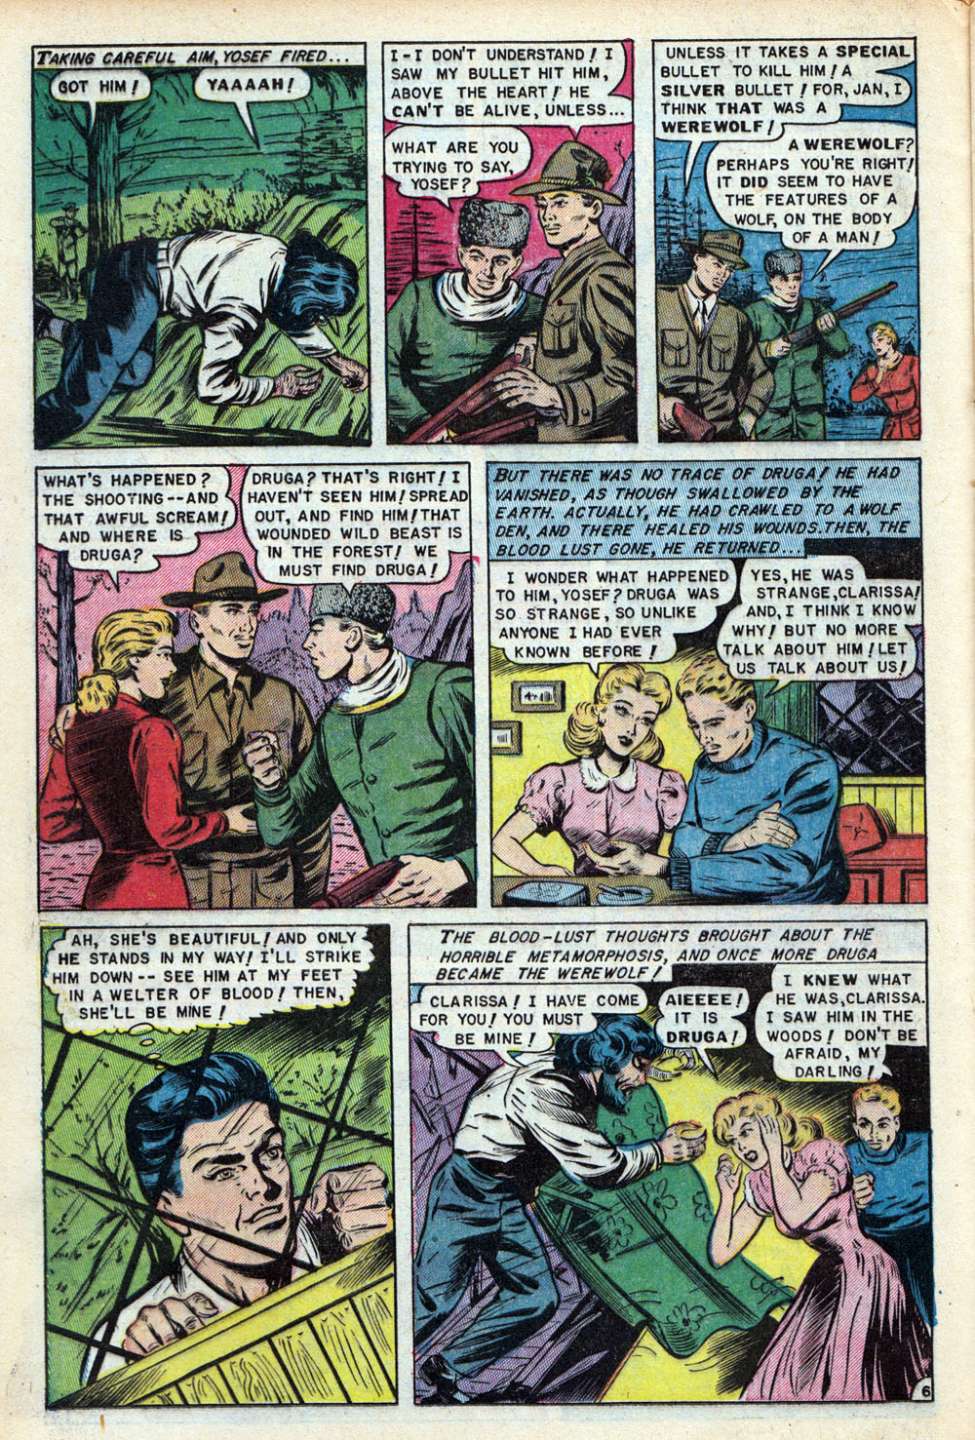 TAKING CAREFUL AIM, YOSEF FIRED...
GOT HIM!
YAAAAH!
I-I DON'T UNDERSTAND! I
SAW MY BULLET HIT HIM,
ABOVE THE HEART! HE
CAN'T BE ALIVE, UNLESS...
WHAT ARE YOU
TRYING TO SAY,
YOSEF?
UNLESS IT TAKES A SPECIAL
BULLET TO KILL HIM! A
SILVER BULLET! FOR, JAN, I
THINK THAT WAS A
WEREWOLF!
A WEREWOLF?
PERHAPS YOU'RE RIGHT!
IT DID SEEM TO HAVE
THE FEATURES OF A
WOLF, ON THE BODY
OF A MAN!
WHAT'S HAPPENED?
THE SHOOTING--AND
THAT AWFUL SCREAM!
AND WHERE IS
DRUGA?
DRUGA? THAT'S RIGHT! I
HAVEN'T SEEN HIM! SPREAD
OUT, AND FIND HIM! THAT
WOUNDED WILD BEAST IS
IN THE FOREST! WE
MUST FIND DRUGA!
BUT THERE WAS NO TRACE OF DRUGA! HE HAD
VANISHED, AS THOUGH SWALLOWED BY THE
EARTH. ACTUALLY, HE HAD CRAWLED TO A WOLF
DEN, AND THERE HEALED HIS WOUNDS. THEN, THE
BLOOD LUST GONE, HE RETURNED...
I WONDER WHAT HAPPENED
TO HIM, YOSEF? DRUGA WAS
SO STRANGE, SO UNLIKE
ANYONE I HAD EVER
KNOWN BEFORE!
YES, HE WAS
STRANGE, CLARISSA!
AND, I THINK I KNOW
WHY! BUT NO MORE
TALK ABOUT HIM! LET
US TALK ABOUT US!
AH, SHE'S BEAUTIFUL! AND ONLY
HE STANDS IN MY WAY! I'LL STRIKE
HIM DOWN-- SEE HIM AT MY FEET
IN A WELTER OF BLOOD! THEN,
SHE'LL BE MINE!
THE BLOOD-LUST THOUGHTS BROUGHT ABOUT THE
HORRIBLE METAMORPHOSIS, AND ONCE MORE DRUGA
BECAME THE WEREWOLF!
CLARISSA! I HAVE COME
FOR YOU! YOU MUST
BE MINE!
AIEEEE!
IT IS
DRUGA!
I KNEW WHAT
HE WAS, CLARISSA.
I SAW HIM IN THE
WOODS! DON'T BE
AFRAID, MY
DARLING!
6